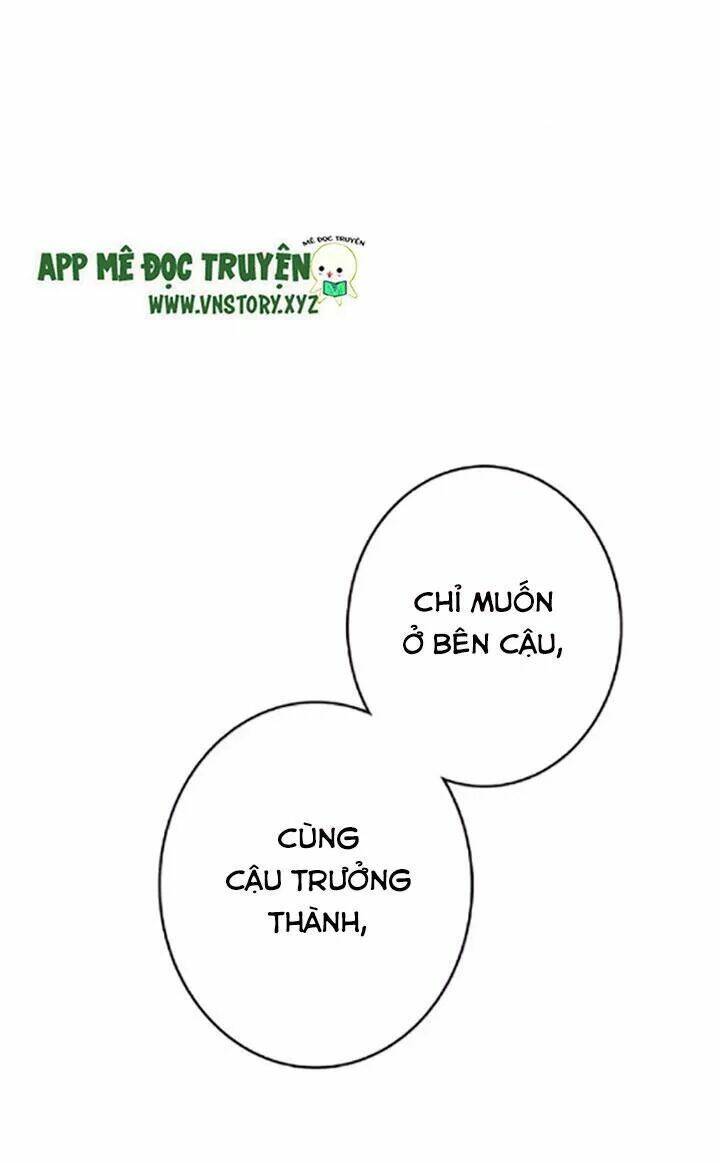 MÊ ĐỌC TRUYỆN
APP MÊ ĐỌC TRUYỆN
WWW.VNSTORY.XYZ
CHỈ MUỐN
Ở BÊN CẬU,
CÙNG
CẬU TRƯỞNG
THÀNH,